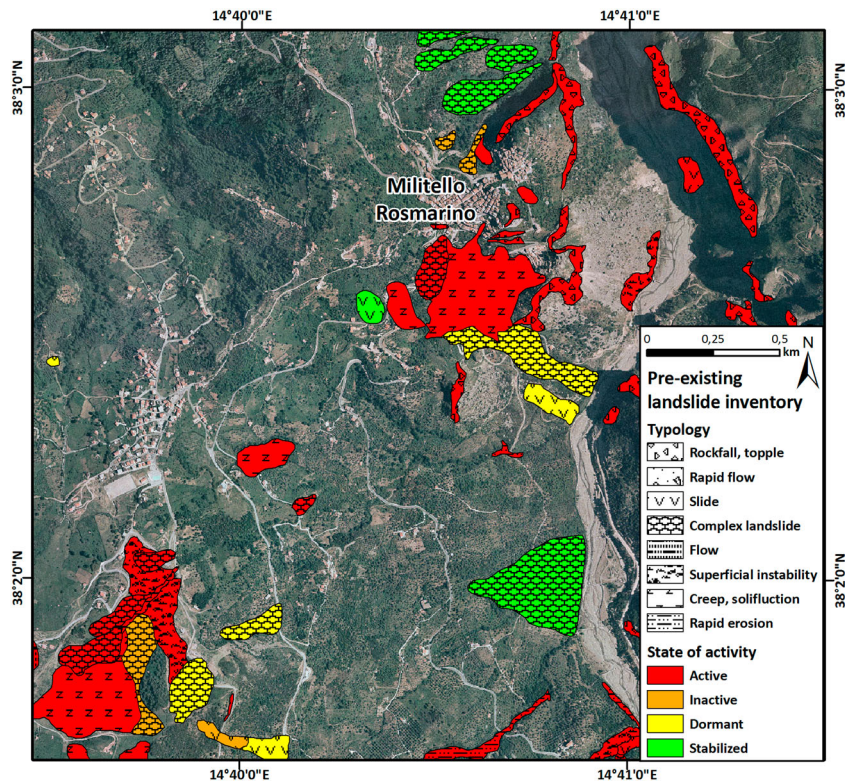 14°40'0"E
14°41'0"E
38°3'0"N
38°3'0"N
Militello
Rosmarino
0
0,25
0,5
km
N
Pre-existing
landslide inventory
Typology
Rockfall, topple
Rapid flow
Slide
Complex landslide
Flow
Superficial instability
Creep, solifluction
Rapid erosion
State of activity
Active
Inactive
Dormant
Stabilized
38°2'0"N
38°2'0"N
14°40'0"E
14°41'0"E